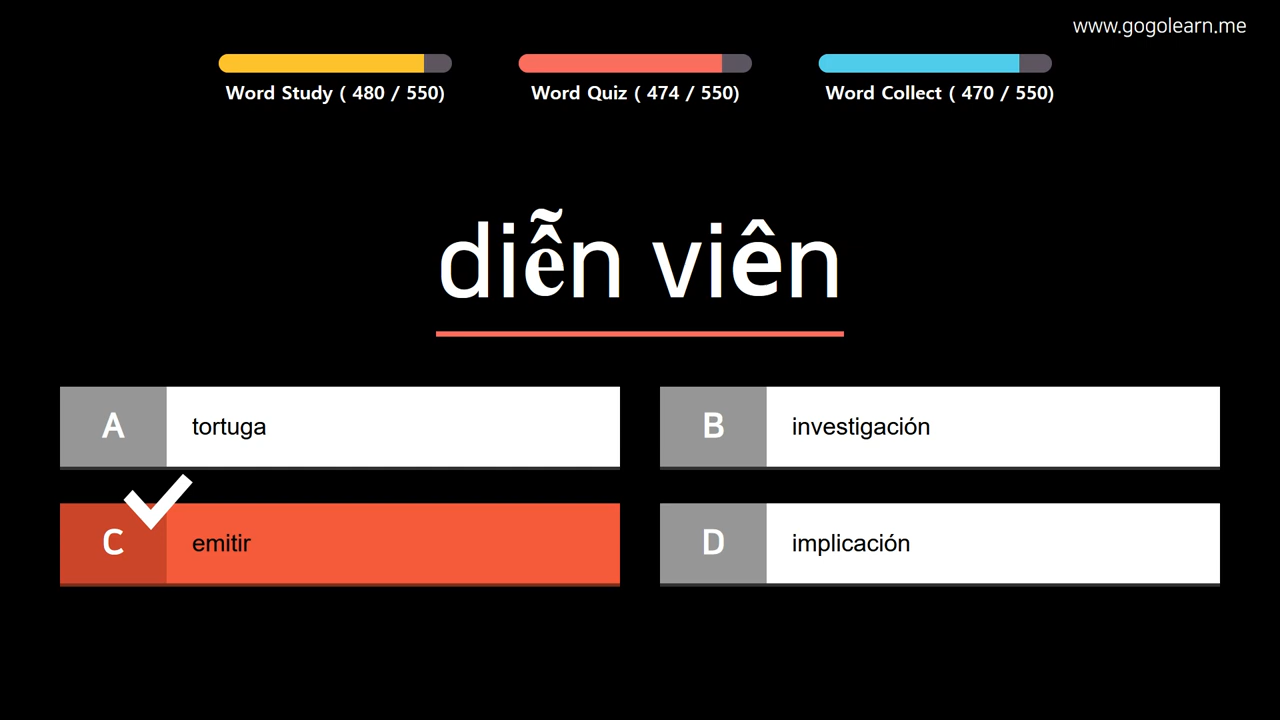 www.gogolearn.me
Word Study ( 480 / 550)
Word Quiz ( 474 / 550)
Word Collect ( 470 / 550)
diễn viên
A tortuga
B investigación
C emitir
D implicación